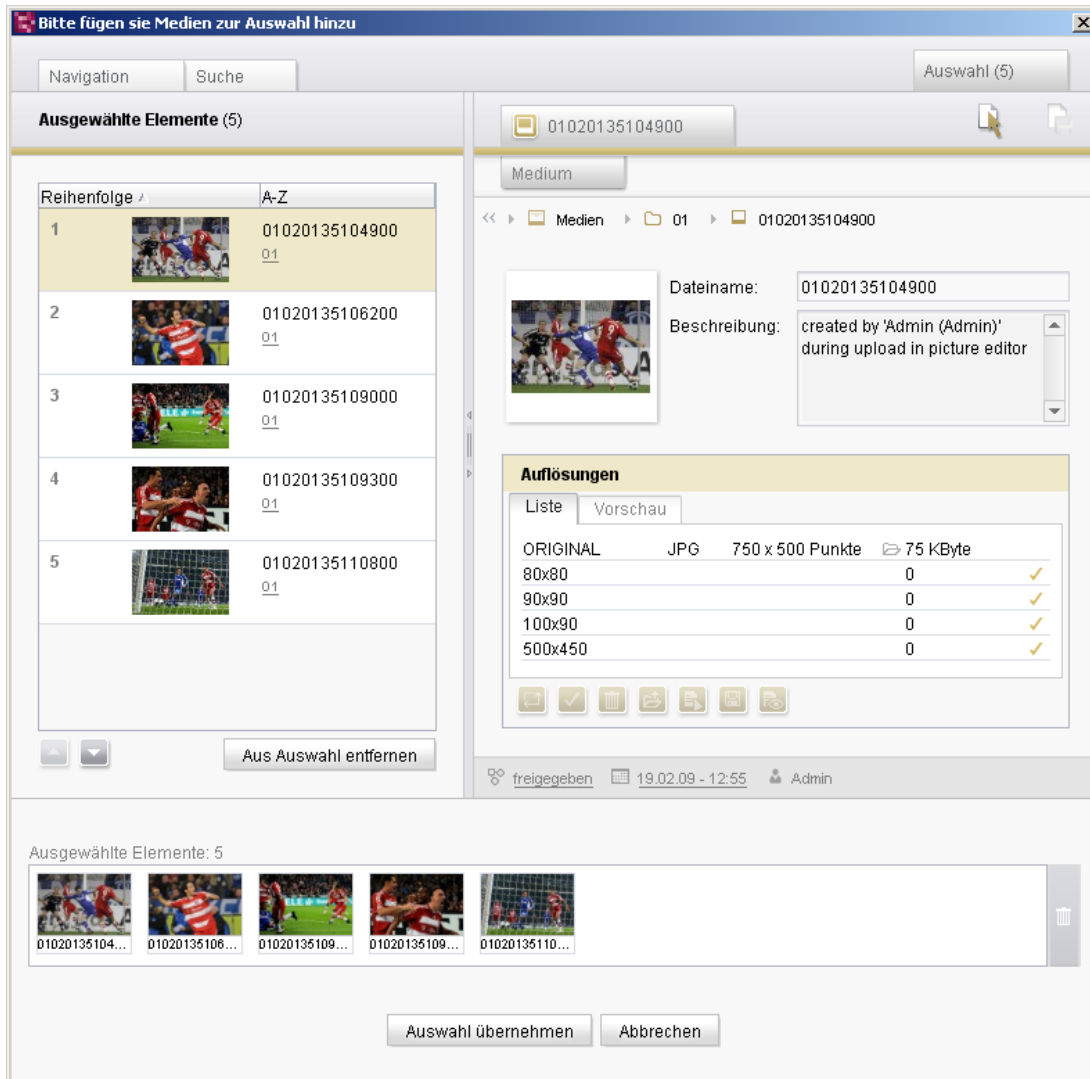 Bitte fügen sie Medien zur Auswahl hinzu
Navigation
Suche
Auswahl (5)
Ausgewählte Elemente (5)
Reihenfolge
A-Z
1
01020135104900
01
2
01020135106200
01
3
01020135109000
01
4
01020135109300
01
5
01020135110800
01
Aus Auswahl entfernen
01020135104900
Medium
Medien
01
01020135104900
Dateiname:
01020135104900
Beschreibung:
created by 'Admin (Admin)'
during upload in picture editor
Auflösungen
Liste
Vorschau
ORIGINAL JPG 750 x 500 Punkte 75 KByte
80x80 0
90x90 0
100x90 0
500x450 0
freigegeben 19.02.09 - 12:55 Admin
Ausgewählte Elemente: 5
01020135104...
01020135106...
01020135109...
01020135109...
01020135110...
Auswahl übernehmen
Abbrechen